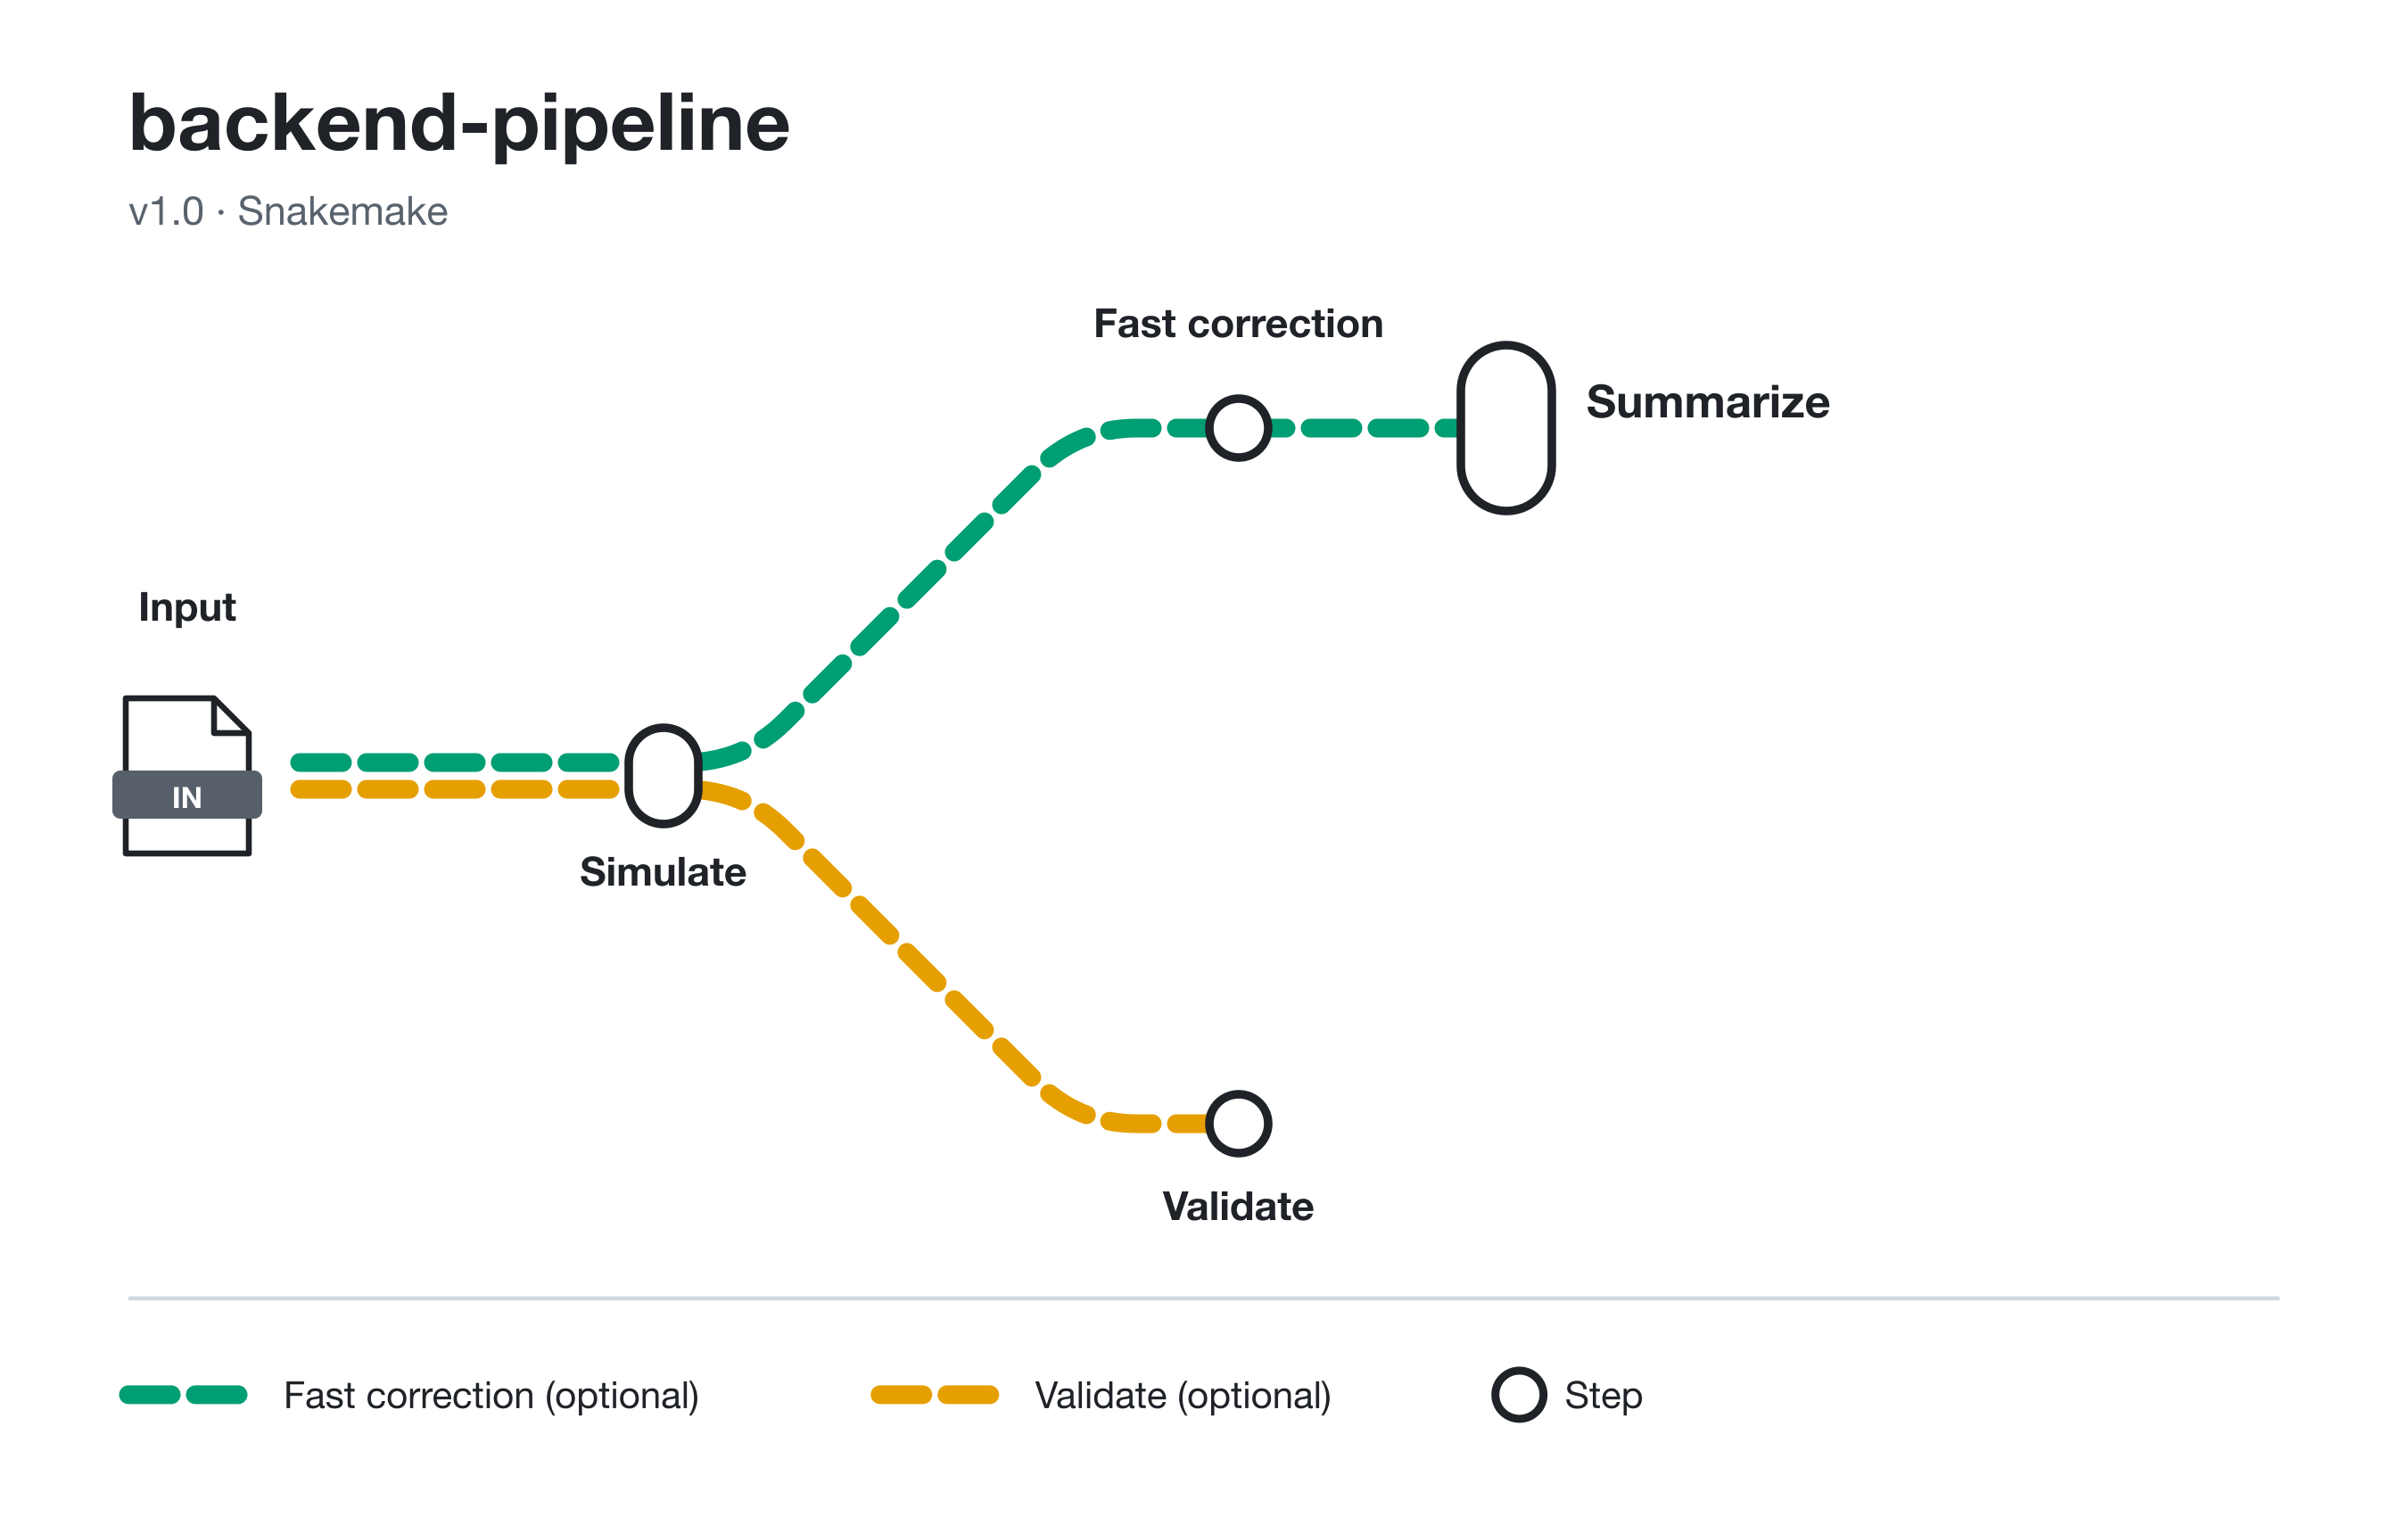 backend-pipeline
v1.0 · Snakemake
Fast correction
Summarize
Input
IN
Simulate
Validate
Fast correction (optional)
Validate (optional)
Step